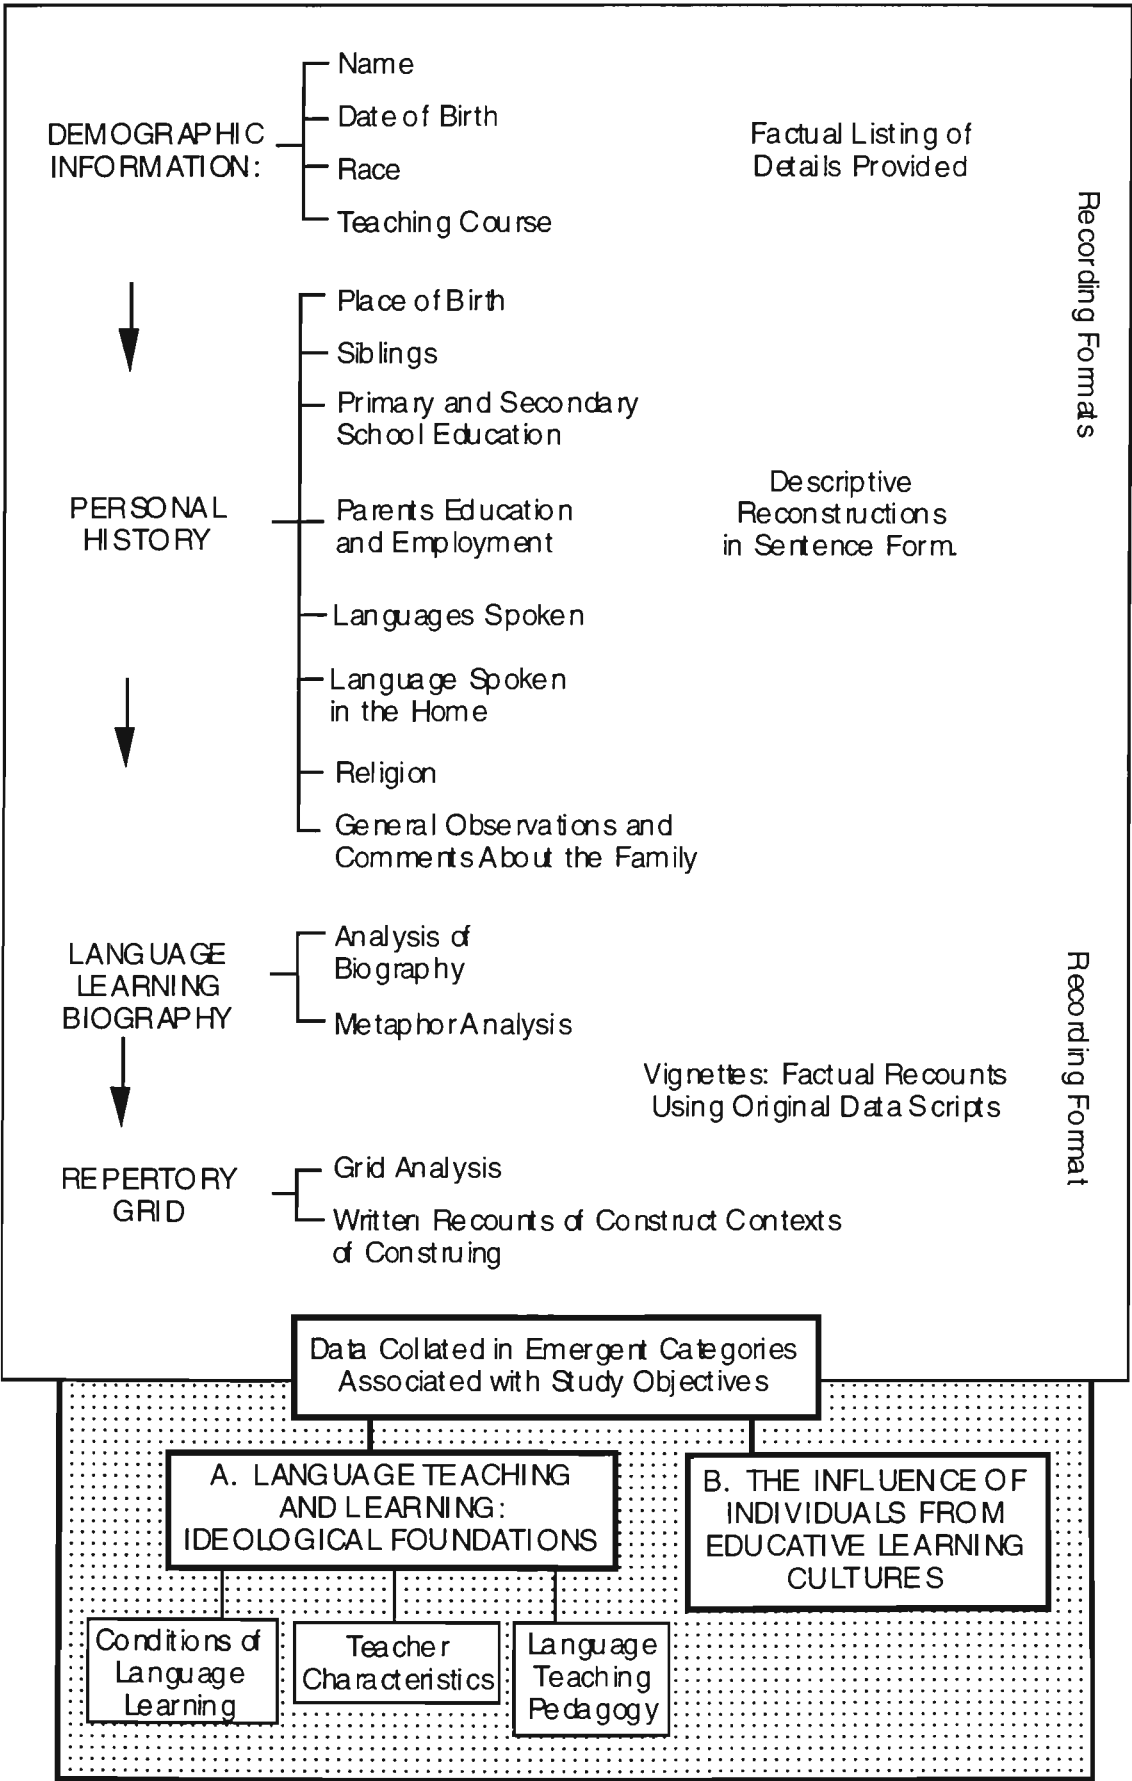 Name
Date of Birth
DEMOGRAPHIC
INFORMATION:
Race
Teaching Course
Factual Listing of
Details Provided
Recording Formats
Place of Birth
Siblings
Primary and Secondary
School Education
PERSONAL
HISTORY
Parents Education
and Employment
Descriptive
Reconstructions
in Sentence Form.
Languages Spoken
Language Spoken
in the Home
Religion
General Observations and
Comments About the Family
LANGUAGE
LEARNING
BIOGRAPHY
Analysis of
Biography
Metaphor Analysis
Vignettes: Factual Recounts
Using Original Data Scripts
Recording Format
REPERTORY
GRID
Grid Analysis
Written Recounts of Construct Contexts
of Construing
Data Collated in Emergent Categories
Associated with Study Objectives
A. LANGUAGE TEACHING
AND LEARNING:
IDEOLOGICAL FOUNDATIONS
B. THE INFLUENCE OF
INDIVIDUALS FROM
EDUCATIVE LEARNING
CULTURES
Conditions of
Language
Learning
Teacher
Characteristics
Language
Teaching
Pedagogy